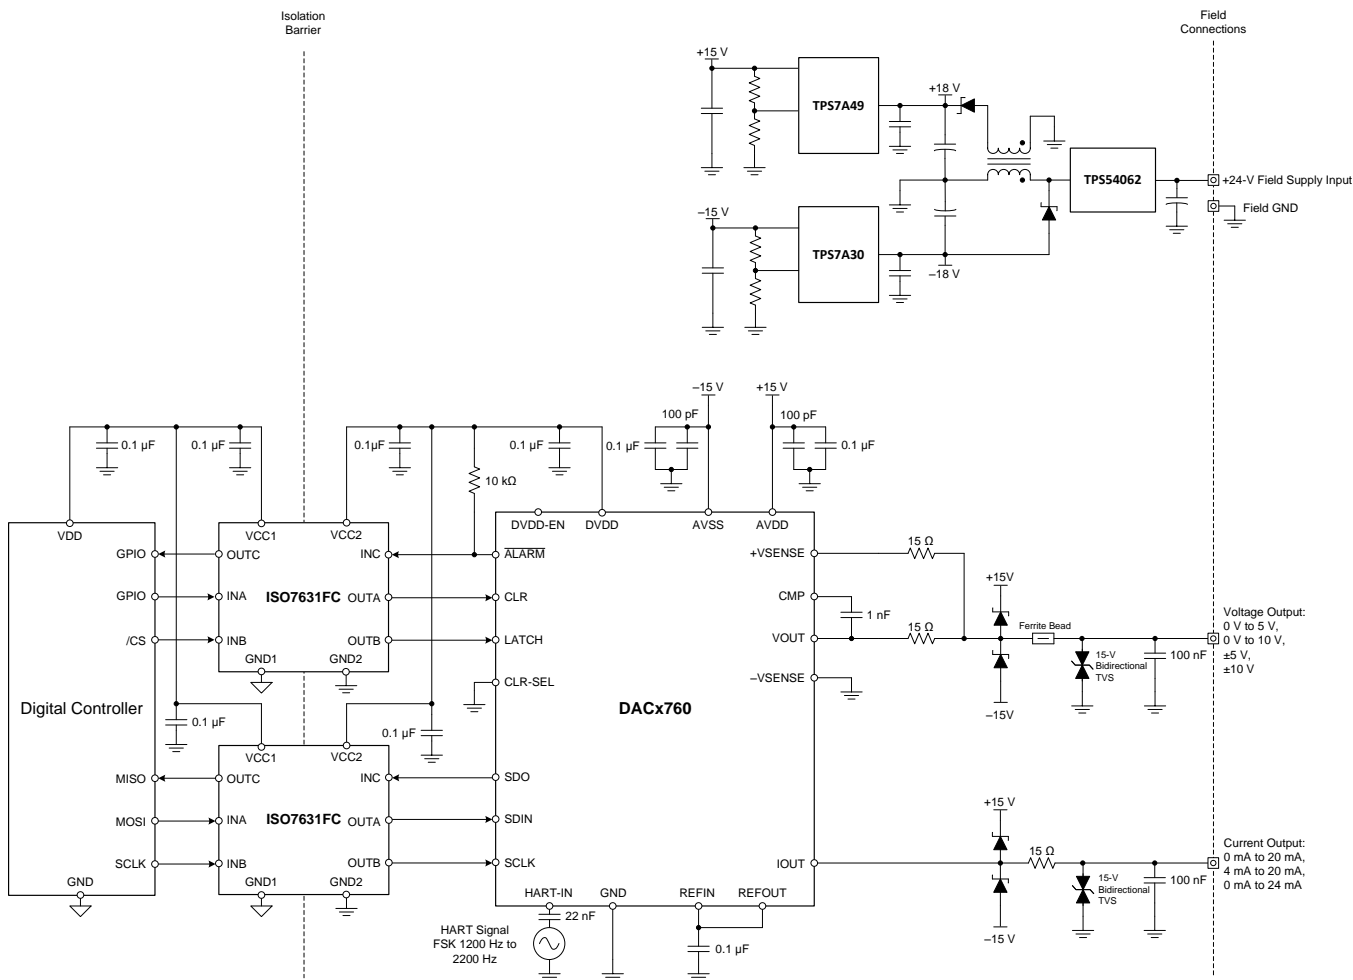 Isolation
Barrier
Field
Connections
+15 V
TPS7A49
+18 V
TPS54062
+24-V Field Supply Input
Field GND
–15 V
TPS7A30
–18 V
–15 V
+15 V
100 pF
100 pF
0.1 µF
0.1 µF
0.1µF
0.1 µF
0.1 µF
0.1 µF
10 kΩ
VDD
VCC1
VCC2
DVDD-EN
DVDD
AVSS
AVDD
GPIO
OUTC
INC
ALARM
+VSENSE
15 Ω
GPIO
INA
ISO7631FC
OUTA
CLR
CMP
1 nF
+15V
/CS
INB
OUTB
LATCH
VOUT
15 Ω
Ferrite Bead
15-V
Bidirectional
TVS
100 nF
Voltage Output:
0 V to 5 V,
0 V to 10 V,
±5 V,
±10 V
GND1
GND2
CLR-SEL
–VSENSE
–15V
Digital Controller
0.1 µF
0.1 µF
DACx760
VCC1
VCC2
MISO
OUTC
INC
SDO
MOSI
INA
ISO7631FC
OUTA
SDIN
+15 V
SCLK
INB
OUTB
SCLK
IOUT
15 Ω
15-V
Bidirectional
TVS
100 nF
Current Output:
0 mA to 20 mA,
4 mA to 20 mA,
0 mA to 24 mA
GND
GND1
GND2
HART-IN
GND
REFIN
REFOUT
–15 V
22 nF
HART Signal
FSK 1200 Hz to
2200 Hz
0.1 µF